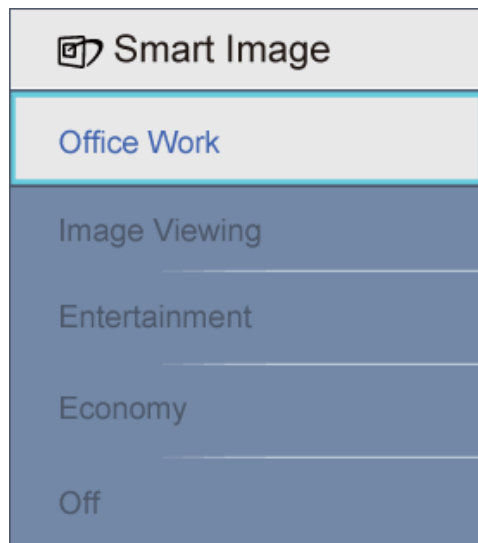 Smart Image
Office Work
Image Viewing
Entertainment
Economy
Off